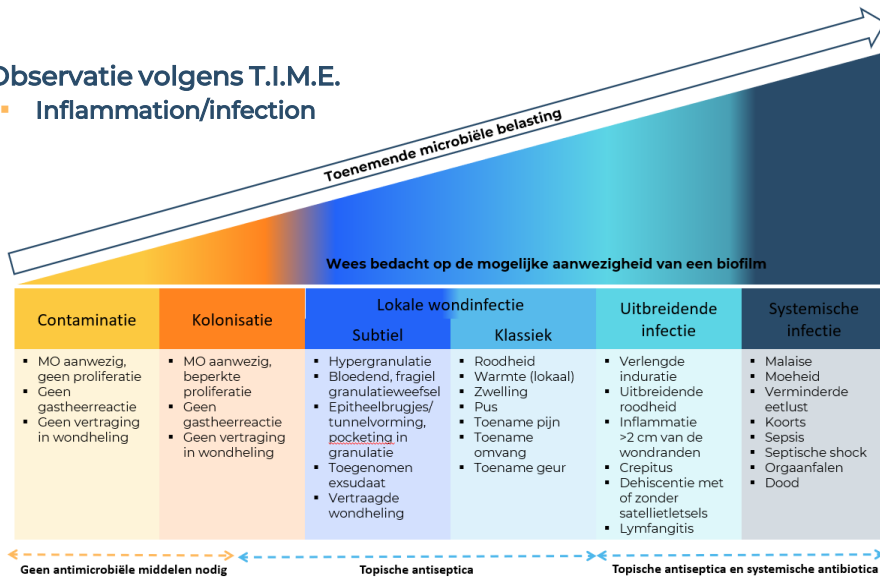 Observatie volgens T.I.M.E.
Inflammation/infection
Toenemende microbiële belasting
Wees bedacht op de mogelijke aanwezigheid van een biofilm
Contaminatie
MO aanwezig,
geen proliferatie
Geen
gastheerreactie
Geen vertraging
in wondheling
Kolonisatie
MO aanwezig,
beperkte
proliferatie
Geen
gastheerreactie
Geen vertraging
in wondheling
Lokale wondinfectie
Subtiel
Hypergranulatie
Bloedend, fragiel
granulatieweefsel
Epitheelbrugjes/
tunnelvorming,
pocketing in
granulatie
Toegenomen
exsudaat
Vertraagde
wondheling
Klassiek
Roodheid
Warmte (lokaal)
Zwelling
Pus
Toename pijn
Toename
omvang
Toename geur
Uitbreidende
infectie
Verlengde
induratie
Uitbreidende
roodheid
Inflammatie
>2 cm van de
wondranden
Crepitus
Dehiscentie met
of zonder
satellietletsels
Lymfangitis
Systemische
infectie
Malaise
Moeheid
Verminderde
eetlust
Koorts
Sepsis
Septische shock
Orgaanfalen
Dood
Geen antimicrobiële middelen nodig
Topische antiseptica
Topische antiseptica en systemische antibiotica